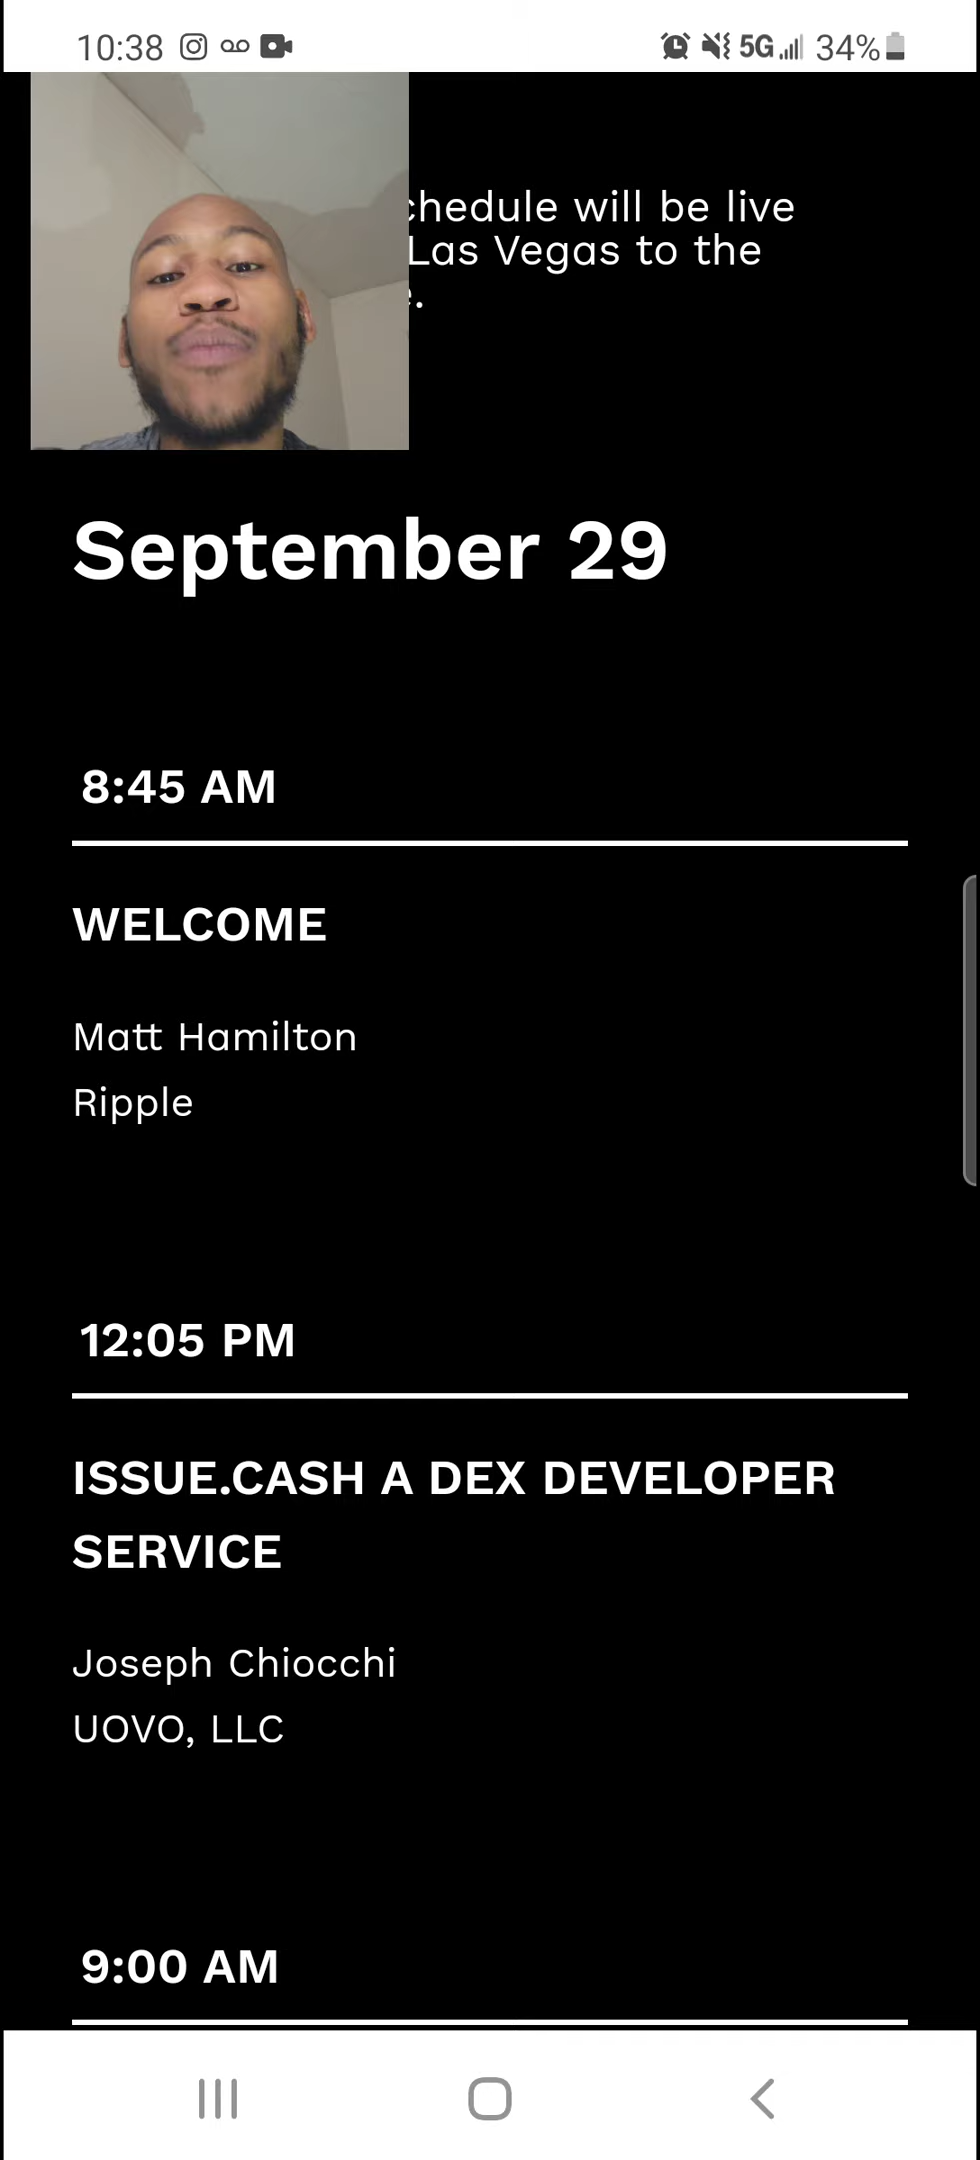 10:38
5G 34%
chedule will be live
Las Vegas to the
.
September 29
8:45 AM
WELCOME
Matt Hamilton
Ripple
12:05 PM
ISSUE.CASH A DEX DEVELOPER
SERVICE
Joseph Chiocchi
UOVO, LLC
9:00 AM